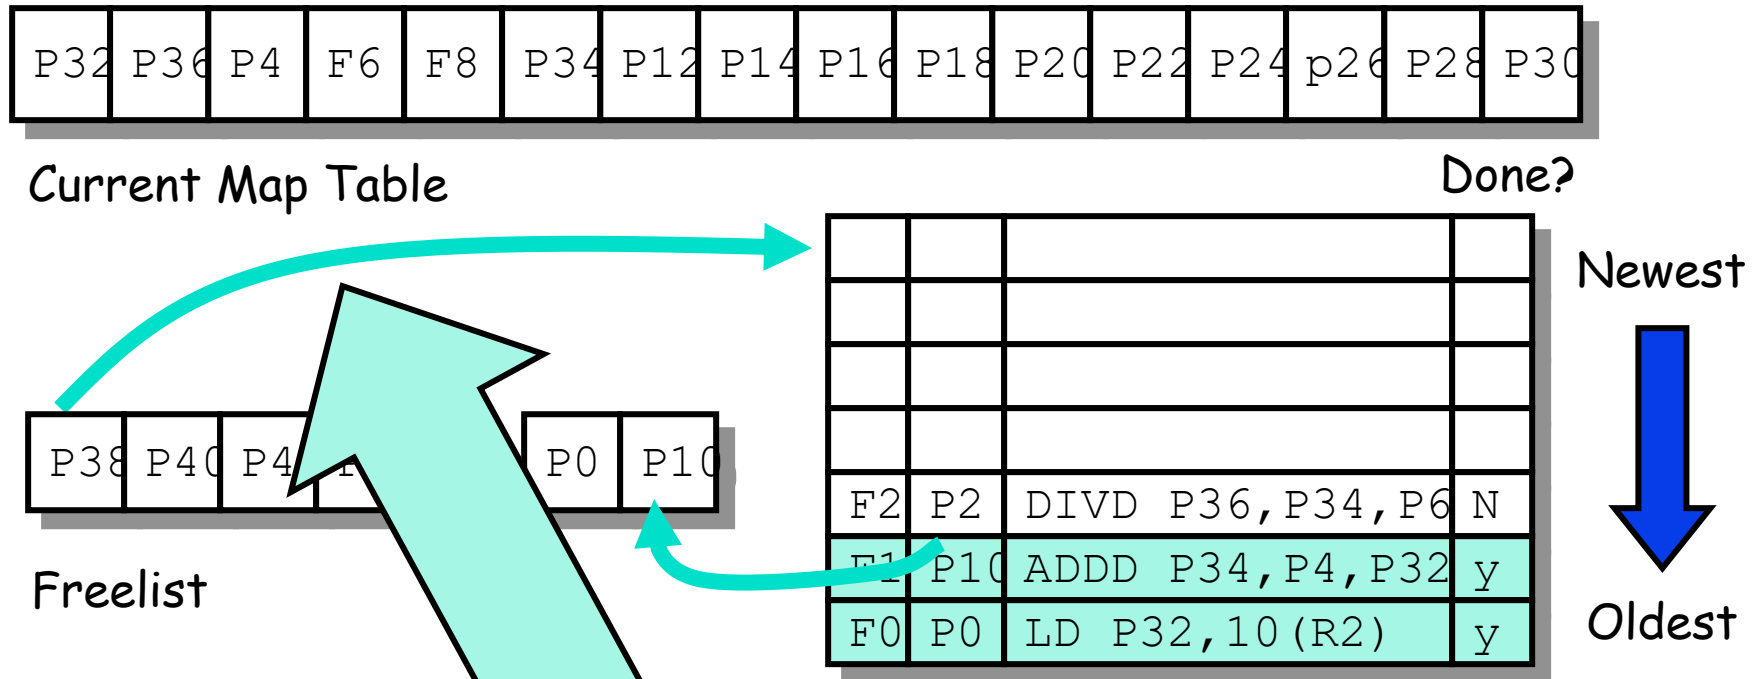 P32 P36 P4 F6 F8 P34 P12 P14 P16 P18 P20 P22 P24 p26 P28 P30
Current Map Table
Done?
Newest
P38 P40 P4 P0 P10
Freelist
F2 P2 DIVD P36,P34,P6 N
F1 P10 ADDD P34,P4,P32 y
F0 P0 LD P32,10(R2) y
Oldest